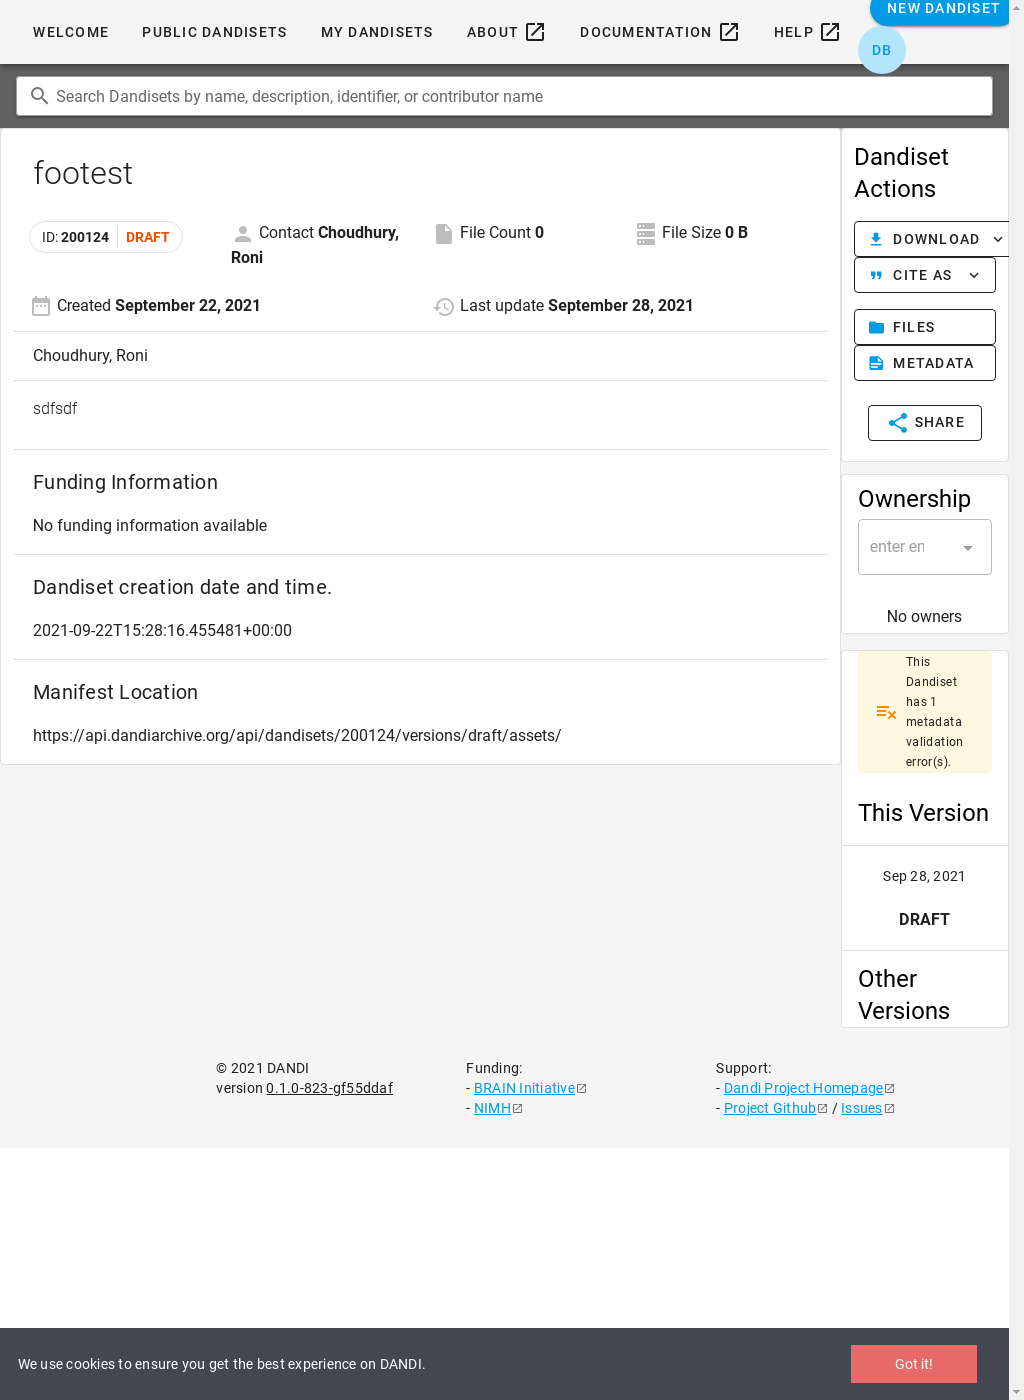 WELCOME PUBLIC DANDISETS MY DANDISETS ABOUT DOCUMENTATION HELP NEW DANDISET
DB
Search Dandisets by name, description, identifier, or contributor name
footest
ID: 200124 DRAFT
Contact Choudhury,
Roni
File Count 0
File Size 0 B
Created September 22, 2021
Last update September 28, 2021
Choudhury, Roni
sdfsdf
Funding Information
No funding information available
Dandiset creation date and time.
2021-09-22T15:28:16.455481+00:00
Manifest Location
https://api.dandiarchive.org/api/dandisets/200124/versions/draft/assets/
Dandiset
Actions
DOWNLOAD
CITE AS
FILES
METADATA
SHARE
Ownership
enter en
No owners
This
Dandiset
has 1
metadata
validation
error(s).
This Version
Sep 28, 2021
DRAFT
Other
Versions
© 2021 DANDI
version 0.1.0-823-gf55ddaf
Funding:
- BRAIN Initiative
- NIMH
Support:
- Dandi Project Homepage
- Project Github / Issues
We use cookies to ensure you get the best experience on DANDI.
Got it!